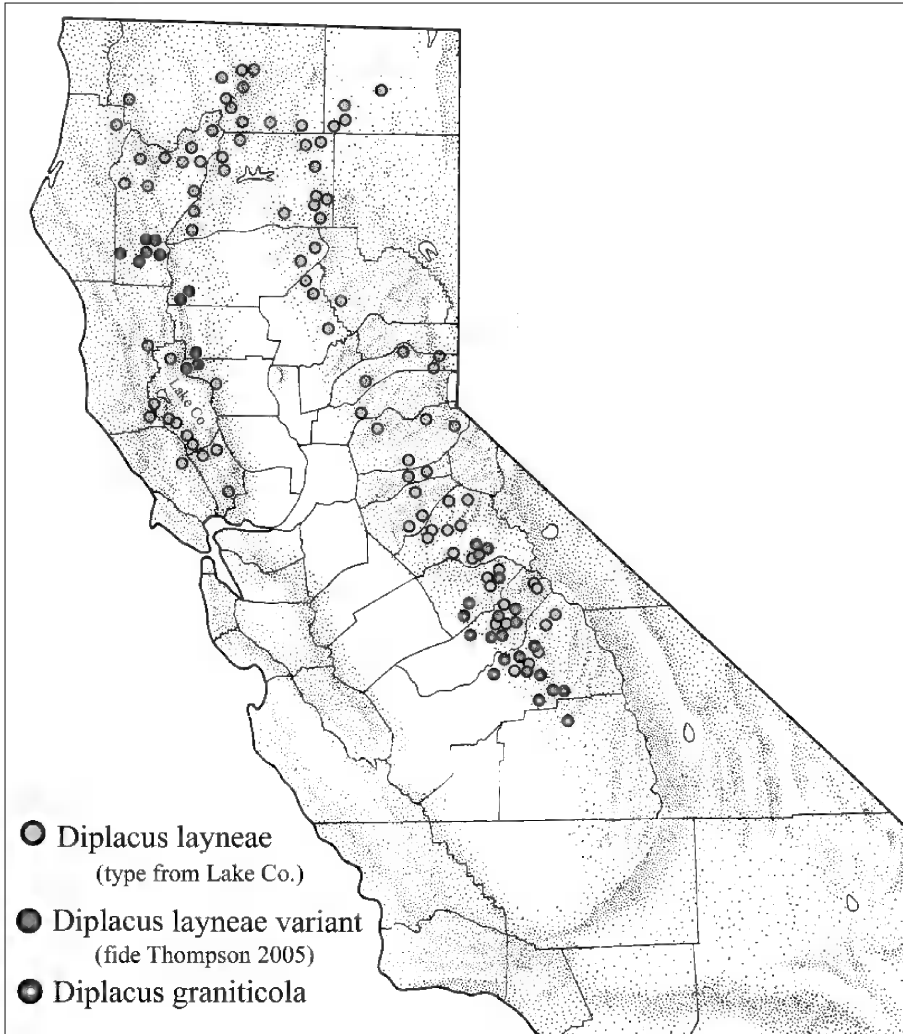 Lake Co
Diplacus layneae
(type from Lake Co.)
Diplacus layneae variant
(fide Thompson 2005)
Diplacus graniticola